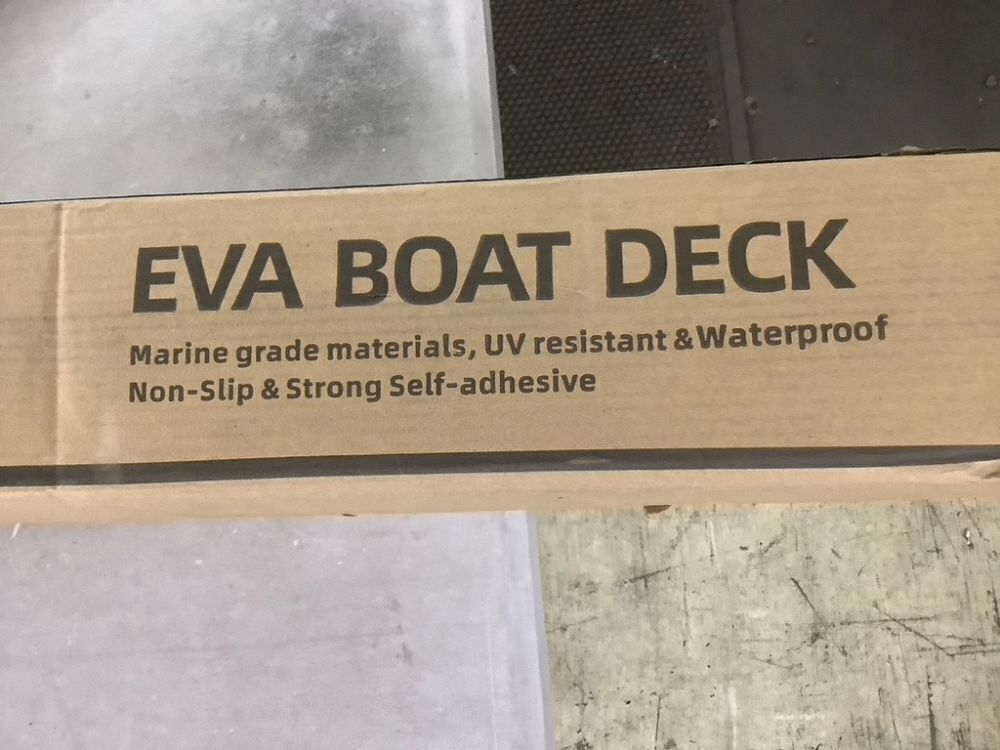 EVA BOAT DECK
Marine grade materials, UV resistant &Waterproof
Non-Slip & Strong Self-adhesive